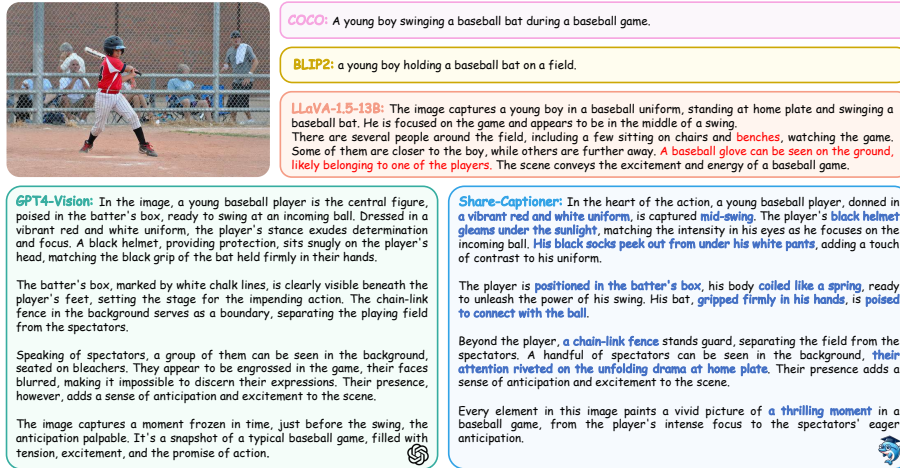 COCO: A young boy swinging a baseball bat during a baseball game.
BLIP2: a young boy holding a baseball bat on a field.
LLaVA-1.5-13B: The image captures a young boy in a baseball uniform, standing at home plate and swinging a
baseball bat. He is focused on the game and appears to be in the middle of a swing.
There are several people around the field, including a few sitting on chairs and benches, watching the game.
Some of them are closer to the boy, while others are further away. A baseball glove can be seen on the ground,
likely belonging to one of the players. The scene conveys the excitement and energy of a baseball game.
GPT4-Vision: In the image, a young baseball player is the central figure,
poised in the batter's box, ready to swing at an incoming ball. Dressed in a
vibrant red and white uniform, the player's stance exudes determination
and focus. A black helmet, providing protection, sits snugly on the player's
head, matching the black grip of the bat held firmly in their hands.
The batter's box, marked by white chalk lines, is clearly visible beneath the
player's feet, setting the stage for the impending action. The chain-link
fence in the background serves as a boundary, separating the playing field
from the spectators.
Speaking of spectators, a group of them can be seen in the background,
seated on bleachers. They appear to be engrossed in the game, their faces
blurred, making it impossible to discern their expressions. Their presence,
however, adds a sense of anticipation and excitement to the scene.
The image captures a moment frozen in time, just before the swing, the
anticipation palpable. It's a snapshot of a typical baseball game, filled with
tension, excitement, and the promise of action.
Share-Captioner: In the heart of the action, a young baseball player, donned in
a vibrant red and white uniform, is captured mid-swing. The player's black helmet
gleams under the sunlight, matching the intensity in his eyes as he focuses on the
incoming ball. His black socks peek out from under his white pants, adding a touch
of contrast to his uniform.
The player is positioned in the batter's box, his body coiled like a spring, ready
to unleash the power of his swing. His bat, gripped firmly in his hands, is poised
to connect with the ball.
Beyond the player, a chain-link fence stands guard, separating the field from the
spectators. A handful of spectators can be seen in the background, their
attention riveted on the unfolding drama at home plate. Their presence adds a
sense of anticipation and excitement to the scene.
Every element in this image paints a vivid picture of a thrilling moment in a
baseball game, from the player's intense focus to the spectators' eager
anticipation.